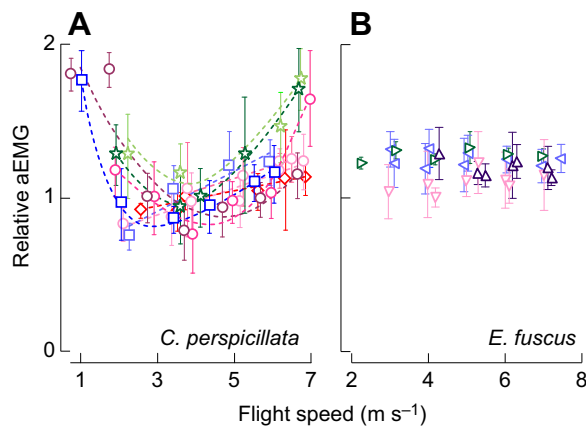 A
B
2
1
0
Relative aEMG
C. perspicillata
E. fuscus
1 3 5 7
2 4 6 8
Flight speed (m s–1)